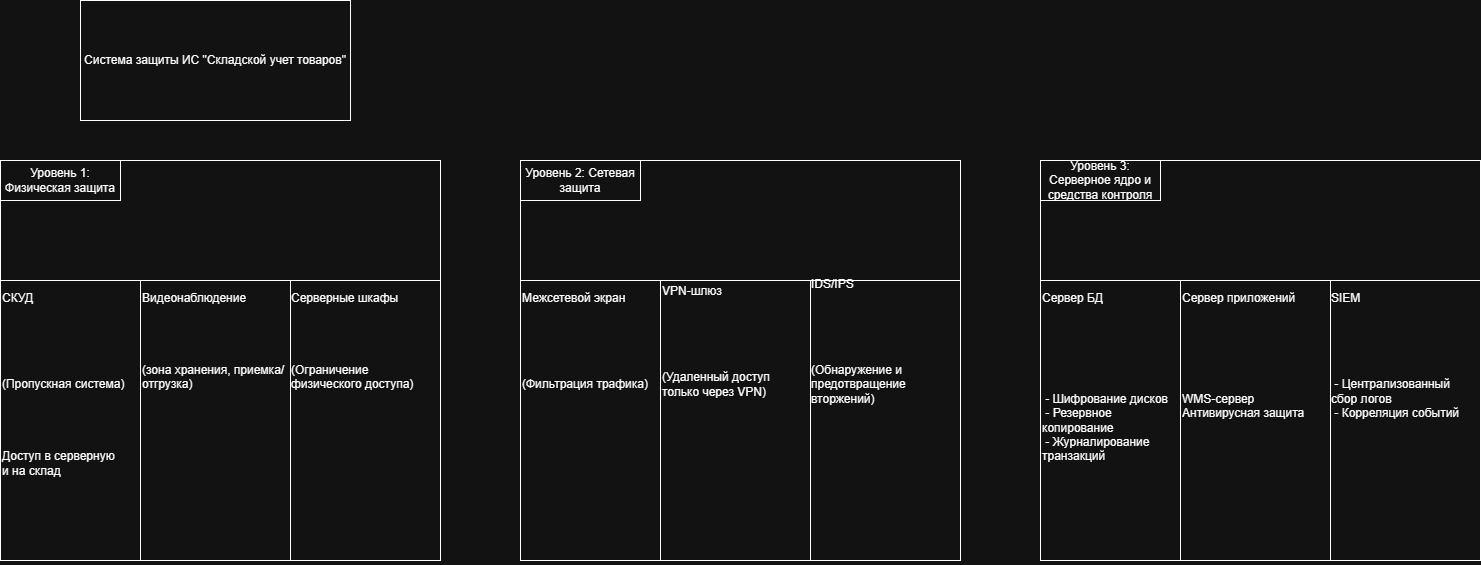 Система защиты ИС "Складской учет товаров"
Уровень 1:
Физическая защита
СКУД
(Пропускная система)
Доступ в серверную
и на склад
Видеонаблюдение
(зона хранения, приемка/
отгрузка)
Серверные шкафы
(Ограничение
физического доступа)
Уровень 2: Сетевая
защита
Межсетевой экран
(Фильтрация трафика)
VPN-шлюз
(Удаленный доступ
только через VPN)
IDS/IPS
(Обнаружение и
предотвращение
вторжений)
Уровень 3:
Серверное ядро и
средства контроля
Сервер БД
- Шифрование дисков
- Резервное
копирование
- Журналирование
транзакций
Сервер приложений
WMS-сервер
Антивирусная защита
SIEM
- Централизованный
сбор логов
- Корреляция событий